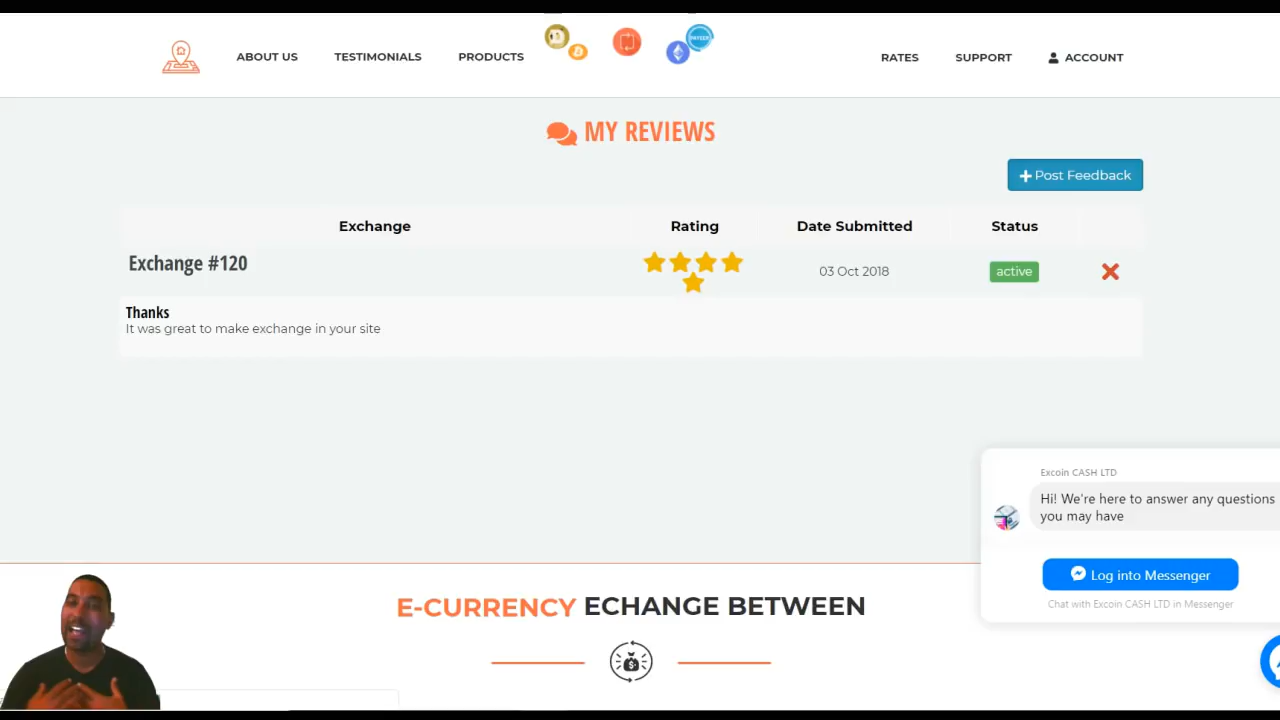 ABOUT US
TESTIMONIALS
PRODUCTS
PAYEER
RATES
SUPPORT
ACCOUNT
MY REVIEWS
Post Feedback
Exchange
Rating
Date Submitted
Status
Exchange #120
03 Oct 2018
active
Thanks
It was great to make exchange in your site
Excoin CASH LTD
Hi! We're here to answer any questions
you may have
Log into Messenger
Chat with Excoin CASH LTD in Messenger
E-CURRENCY ECHANGE BETWEEN